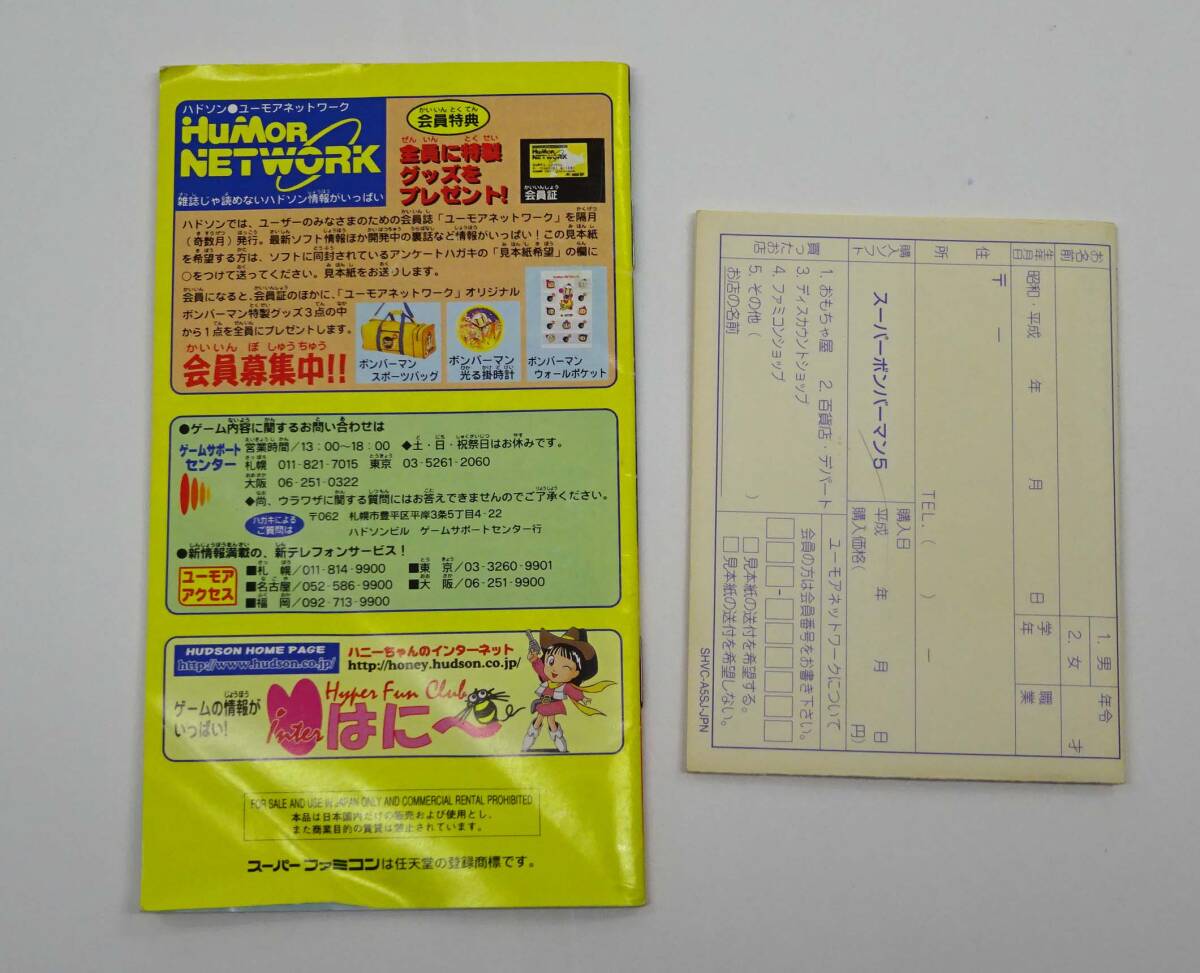 ハドソン●ユーモアネットワーク
HuMOR
NETWORK
雑誌じゃ読めないハドソン情報がいっぱい
会員特典
全員に特製
グッズを
プレゼント!
HuMOR
NETWORK
会員証
ハドソンでは、ユーザーのみなさまのための会員誌「ユーモアネットワーク」を隔月
(奇数月)発行。最新ソフト情報ほか開発中の裏話など情報がいっぱい!この見本紙
を希望する方は、ソフトに同封されているアンケートハガキの「見本紙希望」の欄に
○をつけて送ってください。見本紙をお送りします。
会員になると、会員証のほかに、「ユーモアネットワーク」オリジナル
ボンバーマン特製グッズ3点の中
から1点を全員にプレゼントします。
会員募集中!!
ボンバーマン
スポーツバッグ
ボンバーマン
光る掛時計
ボンバーマン
ウォールポケット
●ゲーム内容に関するお問い合わせは
ゲームサポート
センター
営業時間/13:00〜18:00 ◆土・日・祝祭日はお休みです。
札幌 011-821-7015 東京 03-5261-2060
大阪 06-251-0322
◆尚、ウラワザに関する質問にはお答えできませんのでご了承ください。
ハガキによる
ご質問は
〒062 札幌市豊平区平岸3条5丁目4-22
ハドソンビル ゲームサポートセンター行
●新情報満載の、新テレフォンサービス!
ユーモア
アクセス
■札 幌/011-814-9900 ■東 京/03-3260-9901
■名古屋/052-586-9900 ■大 阪/06-251-9900
■福 岡/092-713-9900
HUDSON HOME PAGE
http://www.hudson.co.jp/
ハニーちゃんのインターネット
http://honey.hudson.co.jp/
ゲームの情報が
いっぱい!
Hyper Fun Club
inter はに〜
FOR SALE AND USE IN JAPAN ONLY AND COMMERCIAL RENTAL PROHIBITED
本品は日本国内だけの販売および使用とし、
また商業目的の賃貸は禁止されています。
スーパーファミコンは任天堂の登録商標です。
お名前
1. 男
2. 女
年令
才
生年月日
昭和・平成 年 月 日
学年
職業
住所
〒 ー
TEL. ( ) ー
購入ソフト
スーパーボンバーマン5
購入日
平成 年 月 日
購入価格( 円)
買ったお店
1. おもちゃ屋 2. 百貨店・デパート
3. ディスカウントショップ
4. ファミコンショップ
5. その他( )
お店の名前
ユーモアネットワークについて
会員の方は会員番号をお書き下さい。
□□□-□□□□□
□見本紙の送付を希望する。
□見本紙の送付を希望しない。
SHVC-A5SJ-JPN